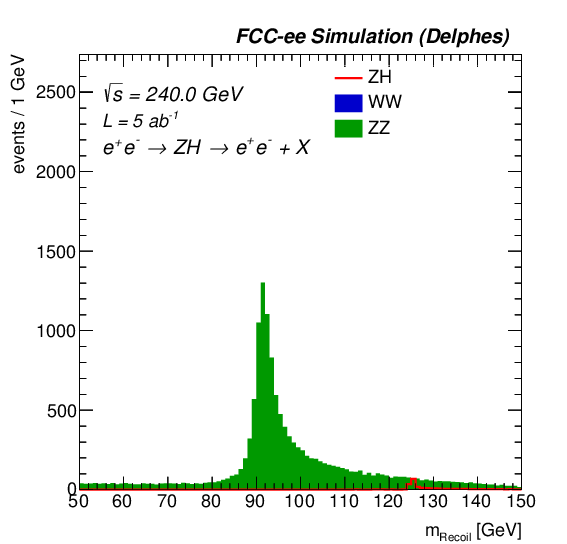 FCC-ee Simulation (Delphes)
events / 1 GeV
√s = 240.0 GeV
L = 5 ab⁻¹
e⁺e⁻ → ZH → e⁺e⁻ + X
ZH
WW
ZZ
2500
2000
1500
1000
500
0
50 60 70 80 90 100 110 120 130 140 150
m_Recoil [GeV]